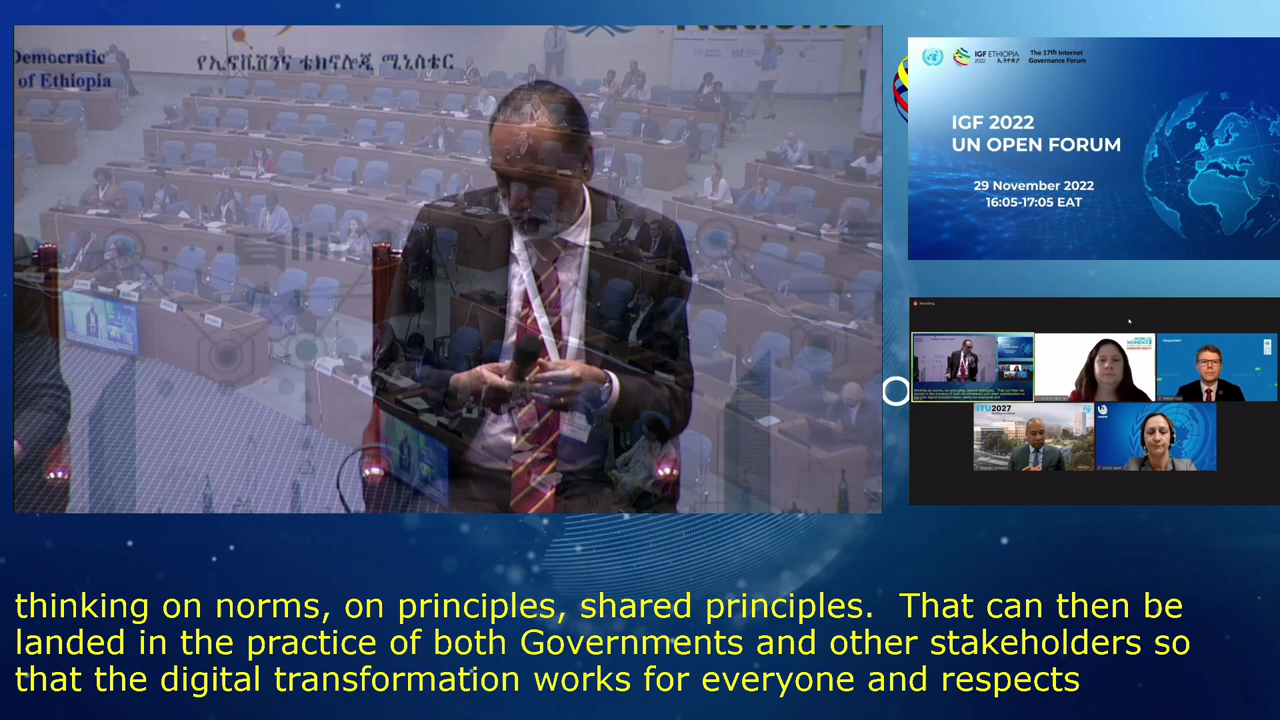 Democratic
of Ethiopia
የኢኖቬሽንና ቴክኖሎጂ ሚኒስቴር
IGF ETHIOPIA
2022 ኢትዮጵያ
The 17th Internet
Governance Forum
IGF 2022
UN OPEN FORUM
29 November 2022
16:05-17:05 EAT
Recording
ITU2027
thinking on norms, on principles, shared principles. That can then be
landed in the practice of both Governments and other stakeholders so
that the digital transformation works for everyone and respects